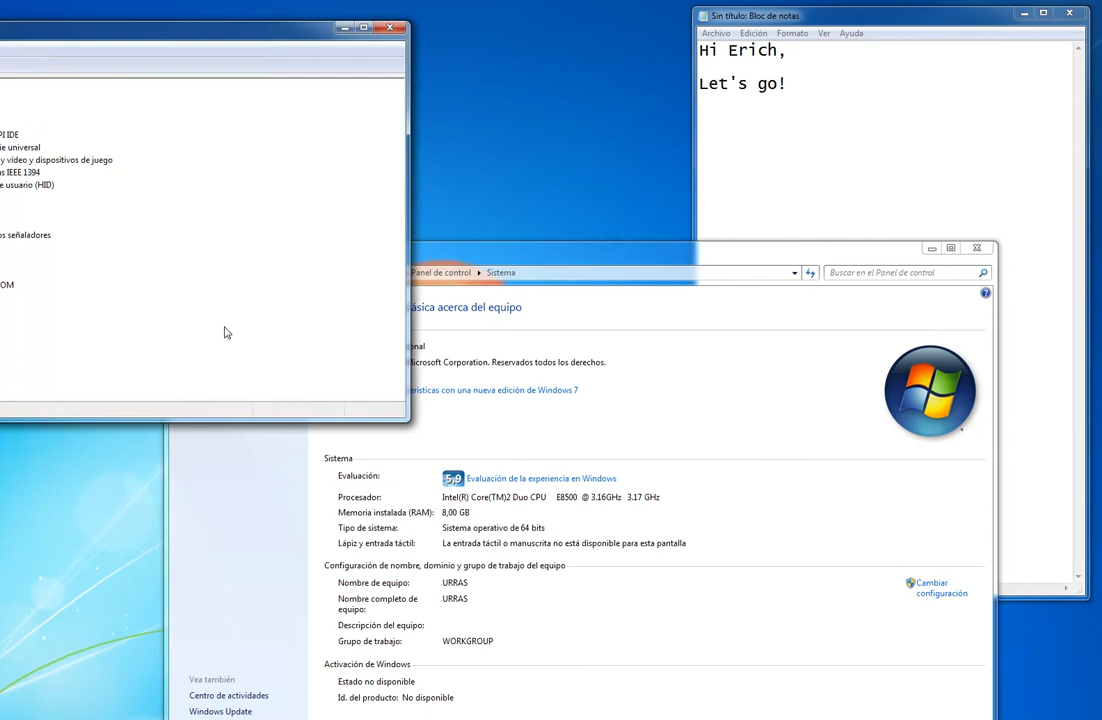 PI IDE
ie universal
y vídeo y dispositivos de juego
us IEEE 1394
e usuario (HID)
os señaladores
OM
Sin título: Bloc de notas
Archivo Edición Formato Ver Ayuda
Hi Erich,
Let's go!
Panel de control Sistema
Buscar en el Panel de control
ásica acerca del equipo
onal
Microsoft Corporation. Reservados todos los derechos.
erísticas con una nueva edición de Windows 7
Sistema
Evaluación: 5,9 Evaluación de la experiencia en Windows
Procesador: Intel(R) Core(TM)2 Duo CPU E8500 @ 3.16GHz 3.17 GHz
Memoria instalada (RAM): 8,00 GB
Tipo de sistema: Sistema operativo de 64 bits
Lápiz y entrada táctil: La entrada táctil o manuscrita no está disponible para esta pantalla
Configuración de nombre, dominio y grupo de trabajo del equipo
Nombre de equipo: URRAS
Cambiar
configuración
Nombre completo de URRAS
equipo:
Descripción del equipo:
Grupo de trabajo: WORKGROUP
Activación de Windows
Estado no disponible
Id. del producto: No disponible
Vea también
Centro de actividades
Windows Update